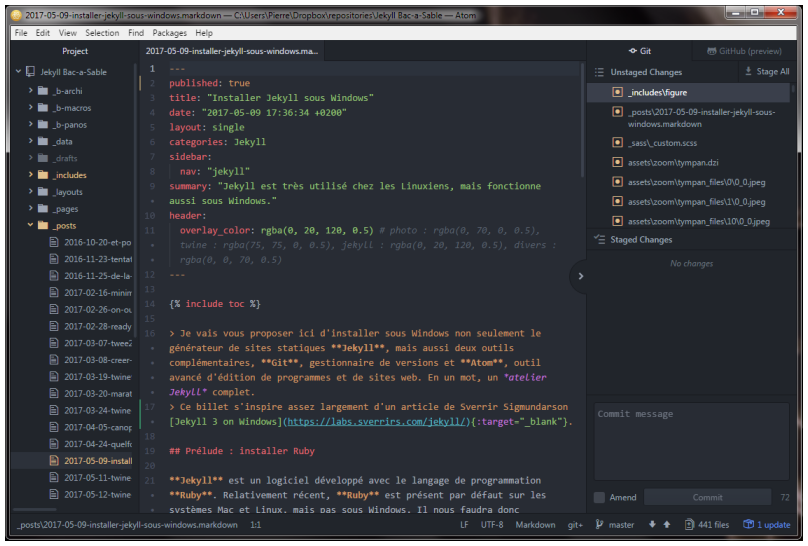 2017-05-09-installer-jekyll-sous-windows.markdown — C:\Users\Pierre\Dropbox\repositories\Jekyll Bac-a-Sable — Atom
File Edit View Selection Find Packages Help
Project
Jekyll Bac-a-Sable
_b-archi
_b-macros
_b-panos
_data
_drafts
_includes
_layouts
_pages
_posts
2016-10-20-et-po
2016-11-23-tentat
2016-11-25-de-la-
2017-02-16-minim
2017-02-26-on-ou
2017-02-28-ready
2017-03-07-twee2
2017-03-08-creer-
2017-03-19-twine
2017-03-20-marat
2017-03-24-twine
2017-04-05-canop
2017-04-24-quelfo
2017-05-09-install
2017-05-11-twine
2017-05-12-twine
2017-05-09-installer-jekyll-sous-windows.ma...
1 ---
2 published: true
3 title: "Installer Jekyll sous Windows"
4 date: "2017-05-09 17:36:34 +0200"
5 layout: single
6 categories: Jekyll
7 sidebar:
8 nav: "jekyll"
9 summary: "Jekyll est très utilisé chez les Linuxiens, mais fonctionne
• aussi sous Windows."
10 header:
11 overlay_color: rgba(0, 20, 120, 0.5) # photo : rgba(0, 70, 0, 0.5),
• twine : rgba(75, 75, 0, 0.5), jekyll : rgba(0, 20, 120, 0.5), divers :
• rgba(0, 0, 70, 0.5)
12 ---
13
14 {% include toc %}
15
16 > Je vais vous proposer ici d'installer sous Windows non seulement le
• générateur de sites statiques **Jekyll**, mais aussi deux outils
• complémentaires, **Git**, gestionnaire de versions et **Atom**, outil
• avancé d'édition de programmes et de sites web. En un mot, un *atelier
• Jekyll* complet.
17 > Ce billet s'inspire assez largement d'un article de Sverrir Sigmundarson
• [Jekyll 3 on Windows](https://labs.sverrirs.com/jekyll/){:target="_blank"}.
18
19 ## Prélude : installer Ruby
20
21 **Jekyll** est un logiciel développé avec le langage de programmation
• **Ruby**. Relativement récent, **Ruby** est présent par défaut sur les
• systèmes Mac et Linux, mais pas sous Windows. Il nous faudra donc
Git
GitHub (preview)
Unstaged Changes Stage All
_includes\figure
_posts\2017-05-09-installer-jekyll-sous-
windows.markdown
_sass\_custom.scss
assets\zoom\tympan.dzi
assets\zoom\tympan_files\0\0_0.jpeg
assets\zoom\tympan_files\1\0_0.jpeg
assets\zoom\tympan_files\10\0_0.jpeg
Staged Changes
No changes
Commit message
Amend Commit 72
_posts\2017-05-09-installer-jekyll-sous-windows.markdown 1:1 LF UTF-8 Markdown git+ master 441 files 1 update